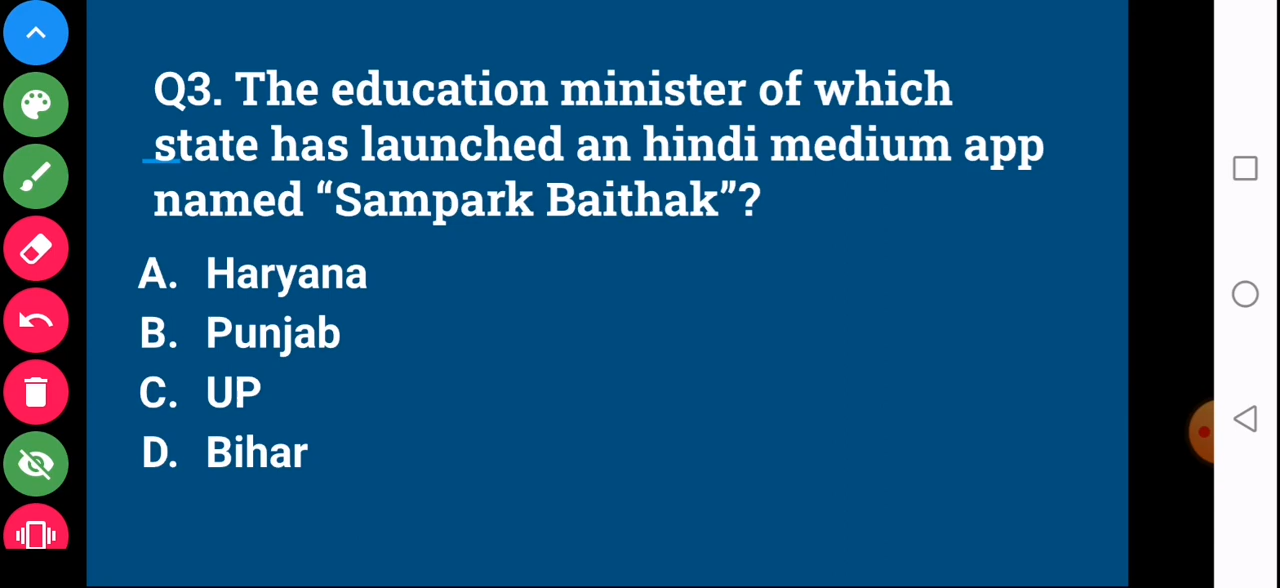 Q3. The education minister of which
state has launched an hindi medium app
named “Sampark Baithak”?
A. Haryana
B. Punjab
C. UP
D. Bihar